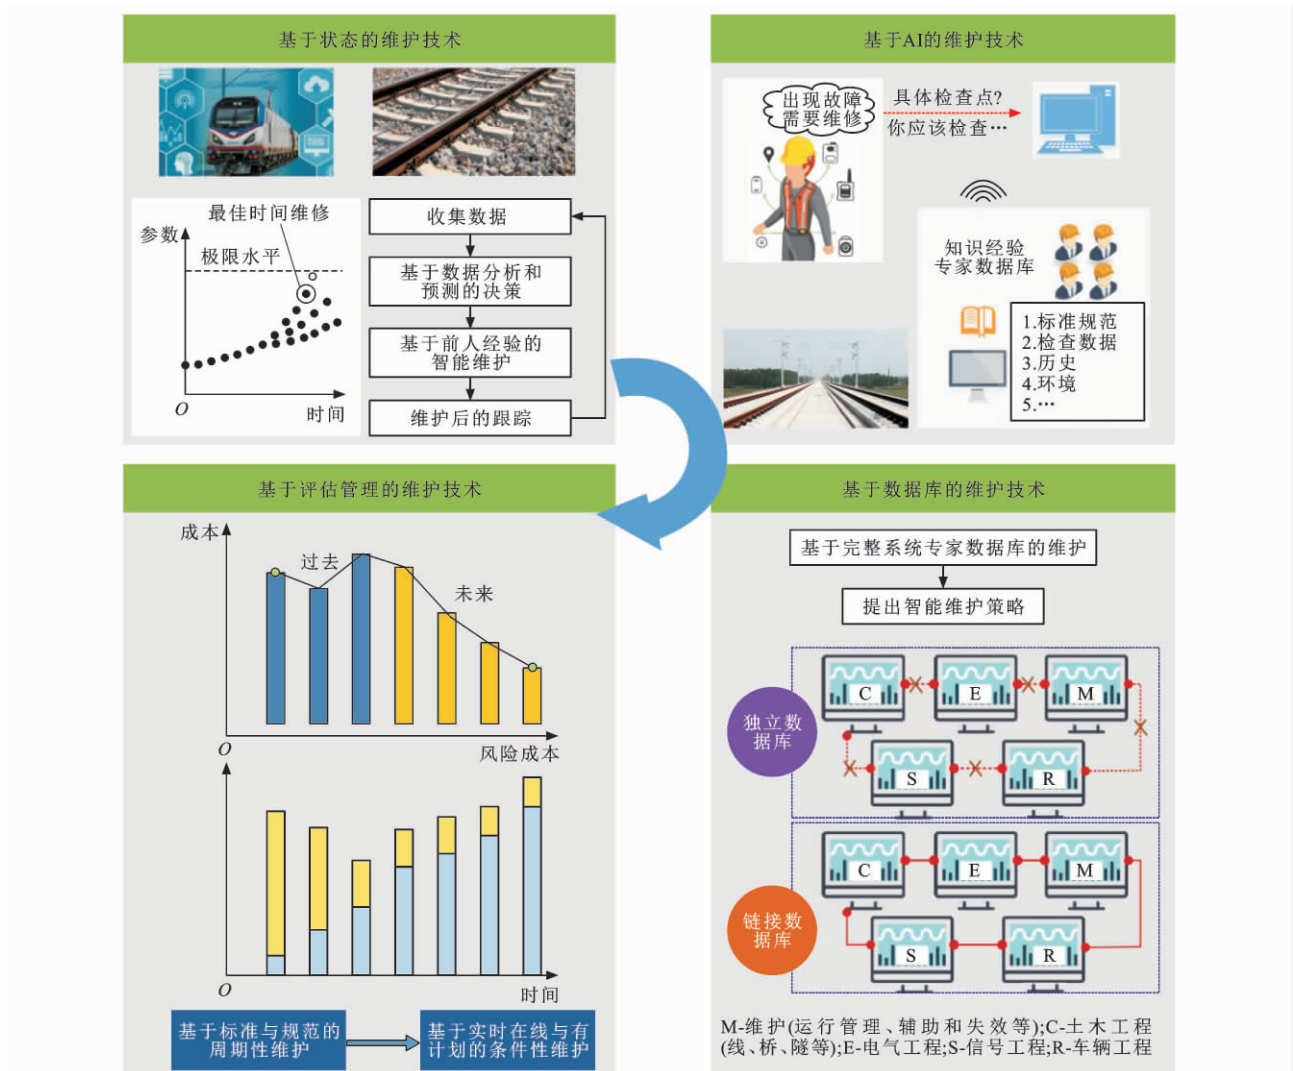 基于状态的维护技术
最佳时间维修
参数
极限水平
O
时间
收集数据
基于数据分析和
预测的决策
基于前人经验的
智能维护
维护后的跟踪
基于AI的维护技术
出现故障
需要维修
具体检查点?
你应该检查…
知识经验
专家数据库
1.标准规范
2.检查数据
3.历史
4.环境
5.…
基于评估管理的维护技术
成本
过去
未来
O
风险成本
O
时间
基于标准与规范的
周期性维护
基于实时在线与有
计划的条件性维护
基于数据库的维护技术
基于完整系统专家数据库的维护
提出智能维护策略
独立数
据库
C
E
M
S
R
链接数
据库
C
E
M
S
R
M-维护(运行管理、辅助和失效等);C-土木工程
(线、桥、隧等);E-电气工程;S-信号工程;R-车辆工程